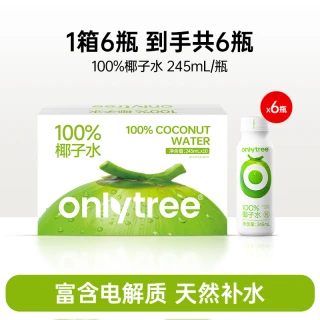 1箱6瓶 到手共6瓶
100%椰子水 245mL/瓶
x6瓶
100%
椰子水
100% COCONUT
WATER
onlytree
onlytree
100%
椰子水
富含电解质 天然补水